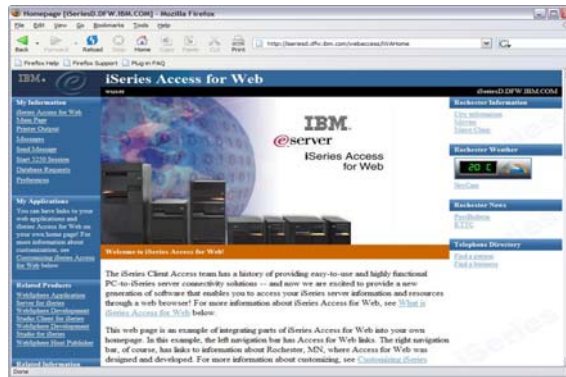 Homepage [iSeriesD.DFW.IBM.COM] - Mozilla Firefox
File Edit View Go Bookmarks Tools Help
Back Forward Reload Stop Home Print
Firefox Help Firefox Support Plug-in FAQ
IBM. iSeries Access for Web
iSeriesD.DFW.IBM.COM
My Information
iSeries Access for Web
Main Page
Printer Output
Messages
Send Message
Start 5250 Session
Database Requests
Preferences
My Applications
You can have links to your
web applications and
iSeries Access for Web on
your own home page! For
more information about
customization, see
Customizing iSeries Access
for Web below.
Related Products
WebSphere Application
Server for iSeries
WebSphere Development
Studio Client for iSeries
WebSphere Development
Studio for iSeries
WebSphere Host Publisher
Related Information
IBM.
eserver
iSeries Access
for Web
Welcome to iSeries Access for Web!
The iSeries Client Access team has a history of providing easy-to-use and highly functional
PC-to-iSeries server connectivity solutions -- and now we are excited to provide a new
generation of software that enables you to access your iSeries server information and resources
through a web browser! For more information about iSeries Access for Web, see What is
iSeries Access for Web below.
This web page is an example of integrating parts of iSeries Access for Web into your own
homepage. In this example, the left navigation bar has Access for Web links. The right navigation
bar, of course, has links to information about Rochester, MN, where Access for Web was
designed and developed. For more information about customizing, see Customizing iSeries
Rochester Information
City information
Rochester Weather
20 C
Rochester News
KTTC
Telephone Directory
Find a person
Find a business
Done